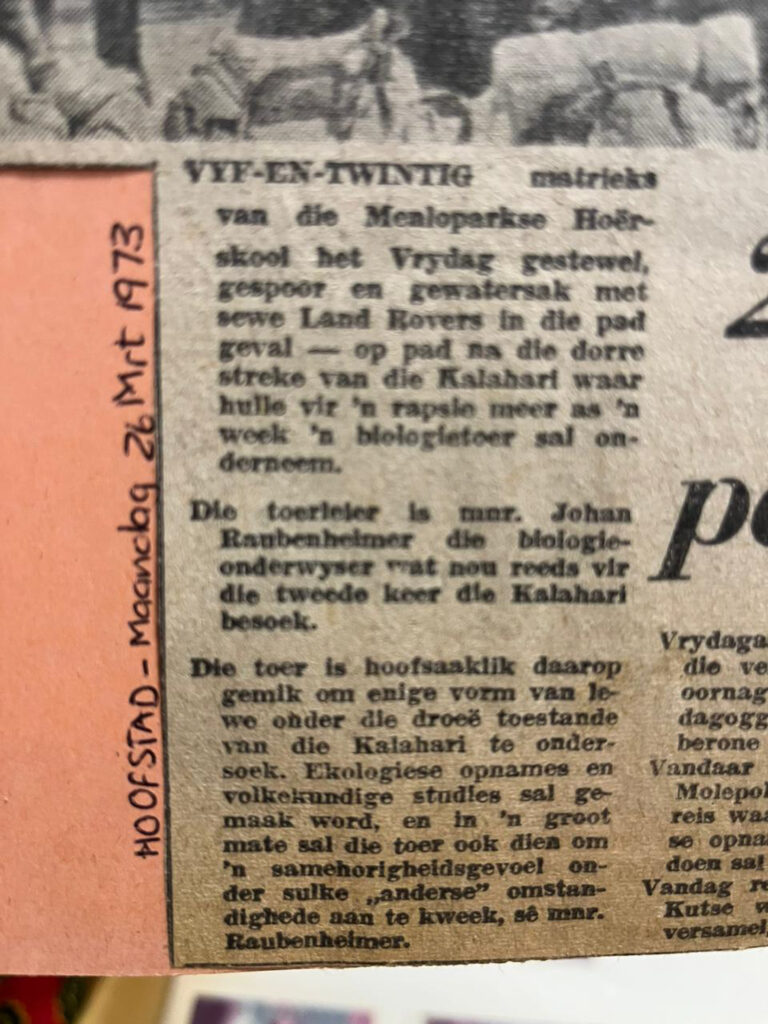 HOOFSTAD - Maandag 26 Mrt 1973
VYF-EN-TWINTIG matrieks
van die Menloparkse Hoër-
skool het Vrydag gestewel,
gespoor en gewatersak met
sewe Land Rovers in die pad
geval — op pad na die dorre
streke van die Kalahari waar
hulle vir 'n rapsie meer as 'n
week 'n biologietoer sal on-
derneem.
Die toerleier is mnr. Johan
Raubenheimer die biologie-
onderwyser wat nou reeds vir
die tweede keer die Kalahari
besoek.
Die toer is hoofsaaklik daarop
gemik om enige vorm van le-
we onder die droeë toestande
van die Kalahari te onder-
soek. Ekologiese opnames en
volkekundige studies sal ge-
maak word, en in 'n groot
mate sal die toer ook dien om
'n samehorigheidsgevoel on-
der sulke „anderse” omstan-
dighede aan te kweek, sê mnr.
Raubenheimer.
2
po
Vrydaga
die ve
oornag
dagogg
berone
Vandaar
Molepol
reis waa
se opna
doen sal
Vandag re
Kutse w
versamel,